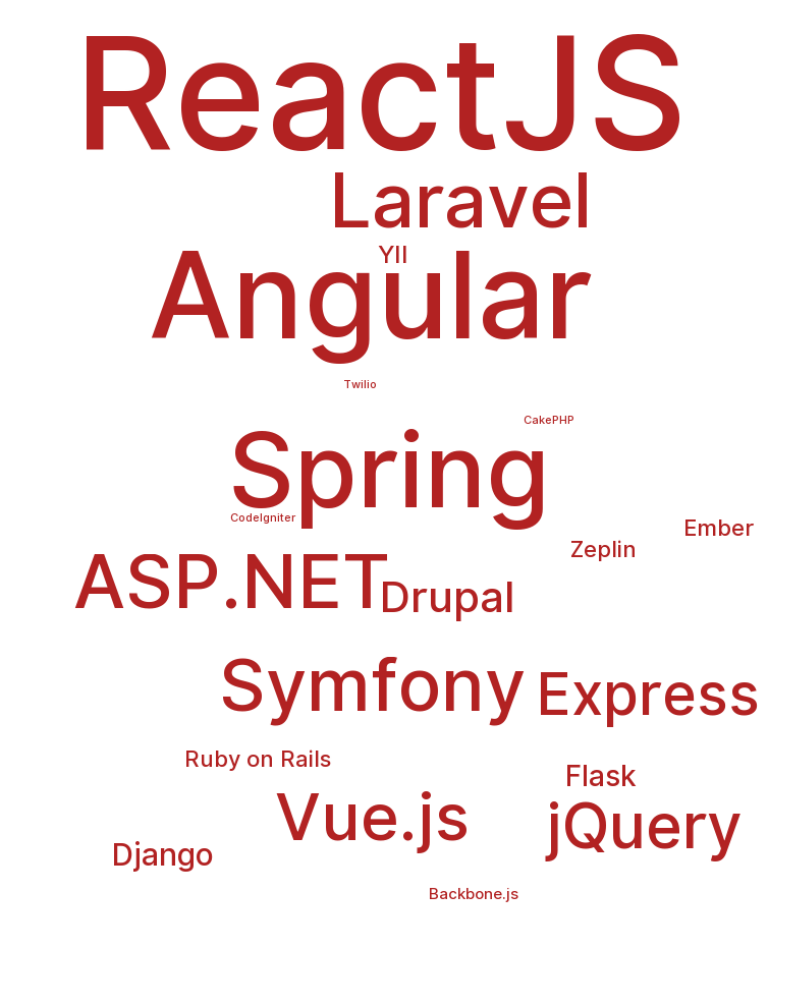 ReactJS
Laravel
YII
Angular
Twilio
CakePHP
Spring
CodeIgniter
Ember
Zeplin
ASP.NET
Drupal
Symfony
Express
Ruby on Rails
Flask
Vue.js
jQuery
Django
Backbone.js